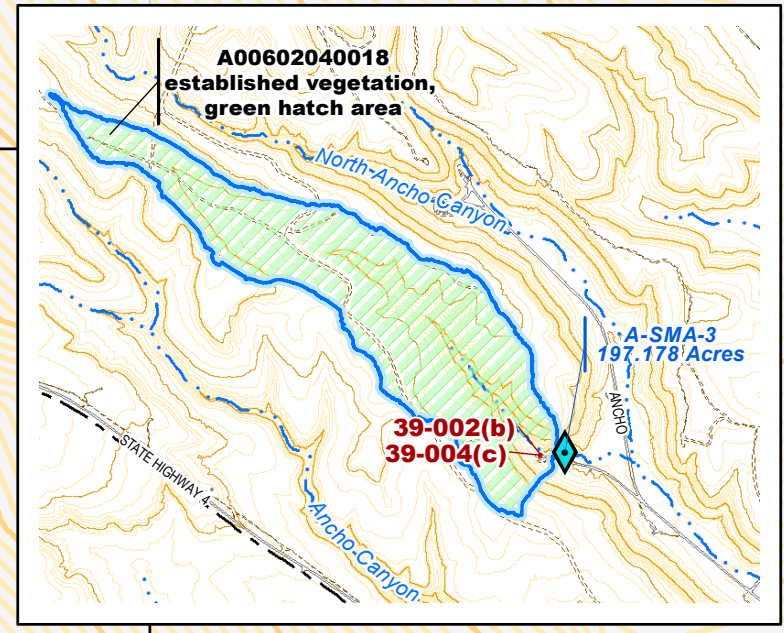 A00602040018
established vegetation,
green hatch area
North-Ancho-Canyon
A-SMA-3
197.178 Acres
ANCHO
39-002(b)
39-004(c)
STATE HIGHWAY 4
Ancho-Canyon